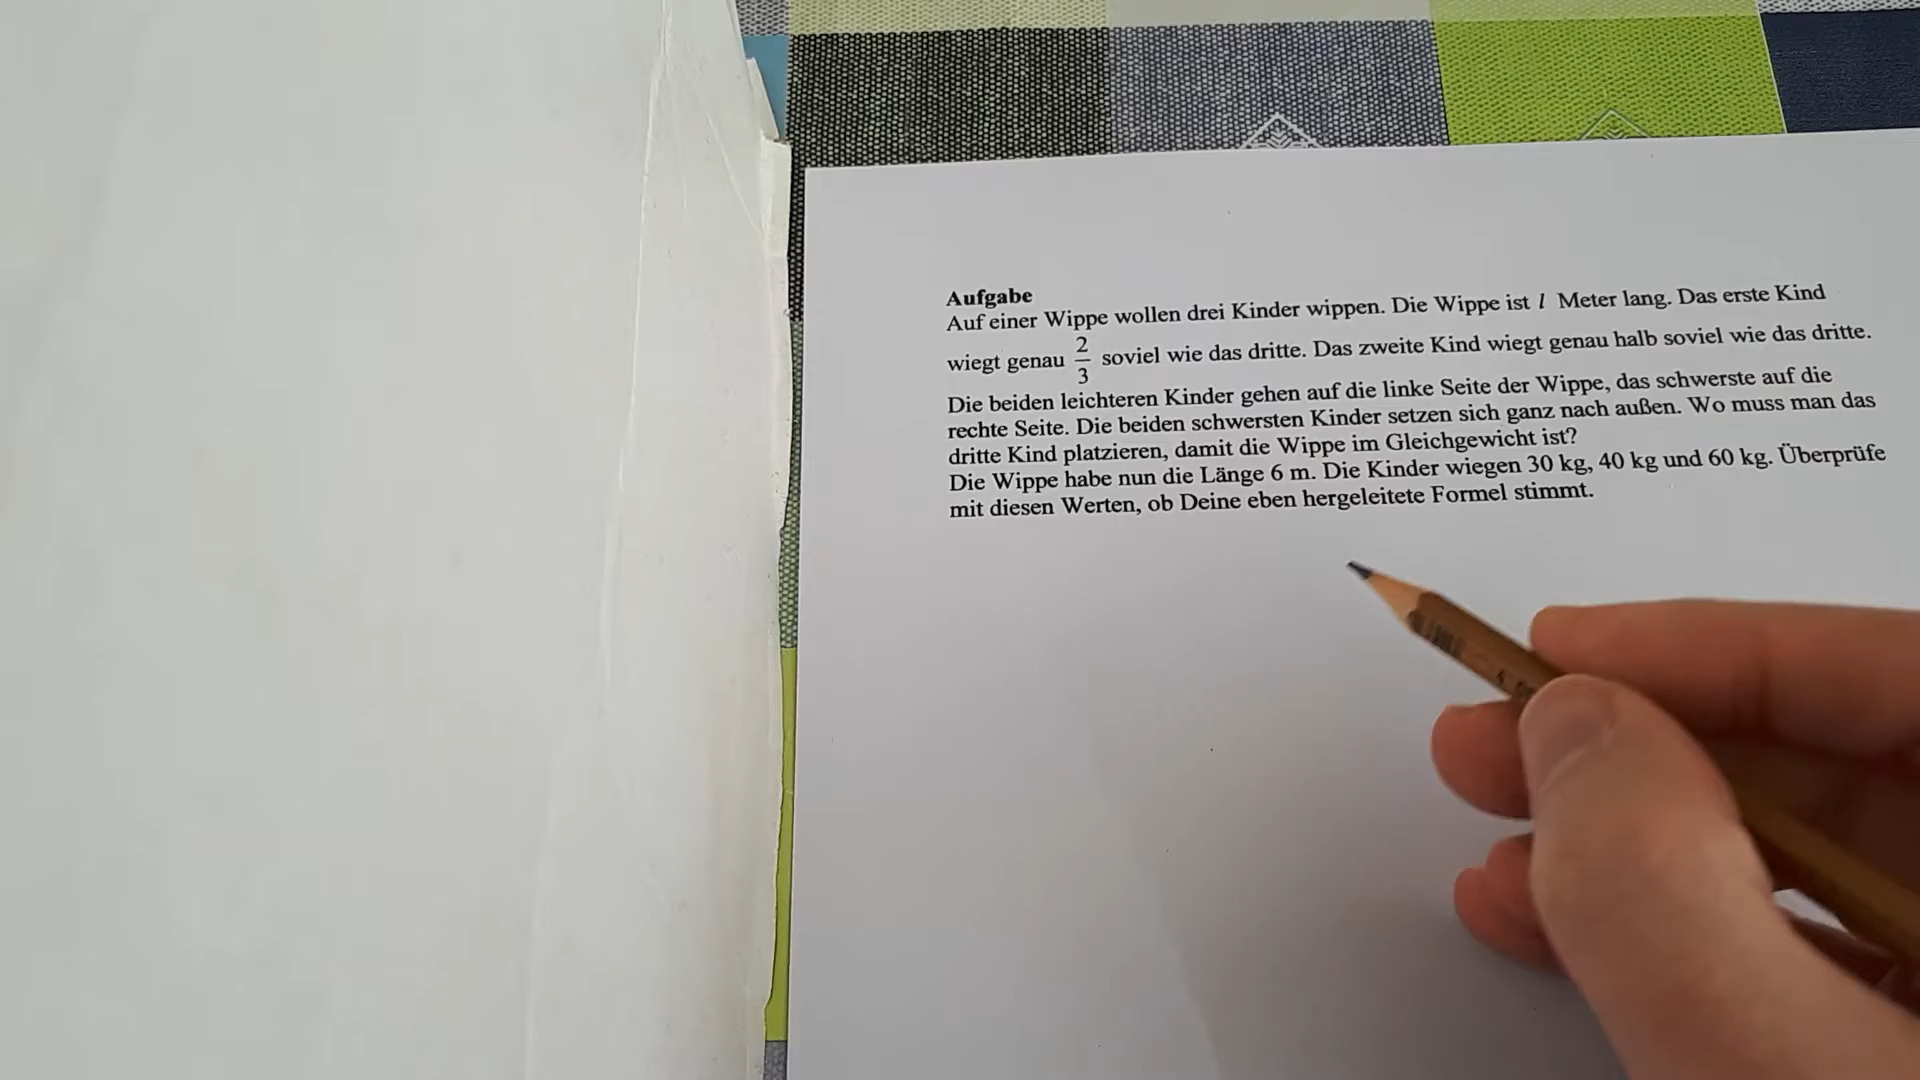 Aufgabe
Auf einer Wippe wollen drei Kinder wippen. Die Wippe ist l Meter lang. Das erste Kind
wiegt genau 2/3 soviel wie das dritte. Das zweite Kind wiegt genau halb soviel wie das dritte.
Die beiden leichteren Kinder gehen auf die linke Seite der Wippe, das schwerste auf die
rechte Seite. Die beiden schwersten Kinder setzen sich ganz nach außen. Wo muss man das
dritte Kind platzieren, damit die Wippe im Gleichgewicht ist?
Die Wippe habe nun die Länge 6 m. Die Kinder wiegen 30 kg, 40 kg und 60 kg. Überprüfe
mit diesen Werten, ob Deine eben hergeleitete Formel stimmt.